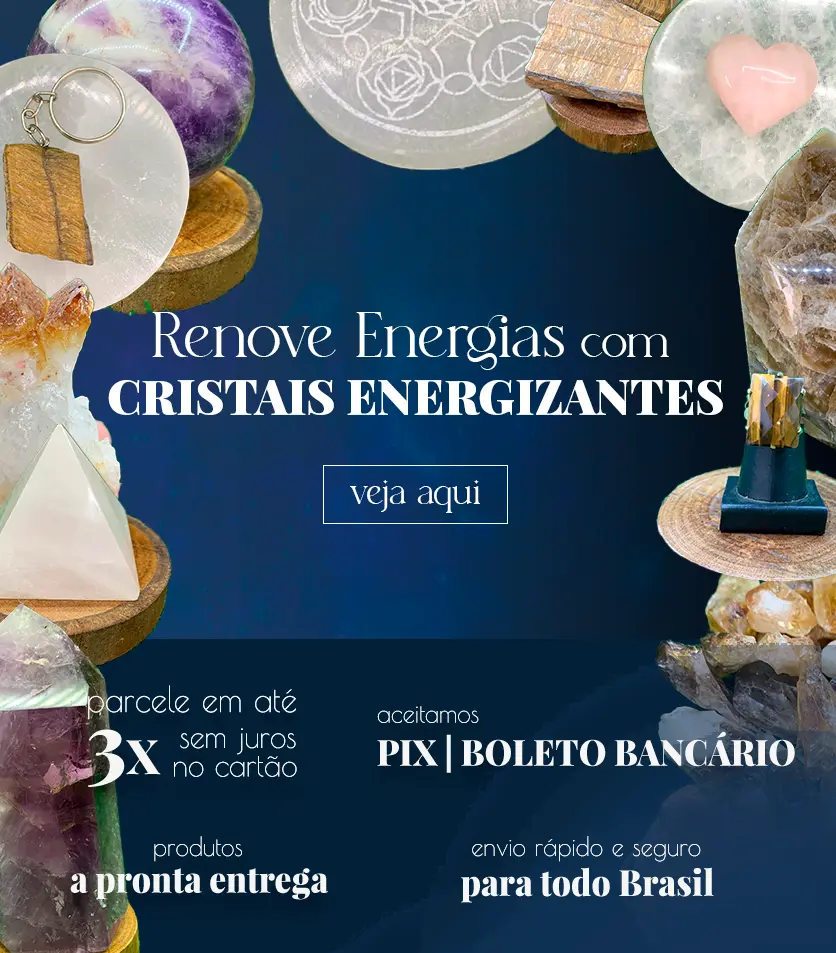 Renove Energias com
CRISTAIS ENERGIZANTES
veja aqui
parcele em até
3x sem juros
no cartão
aceitamos
PIX | BOLETO BANCÁRIO
produtos
a pronta entrega
envio rápido e seguro
para todo Brasil